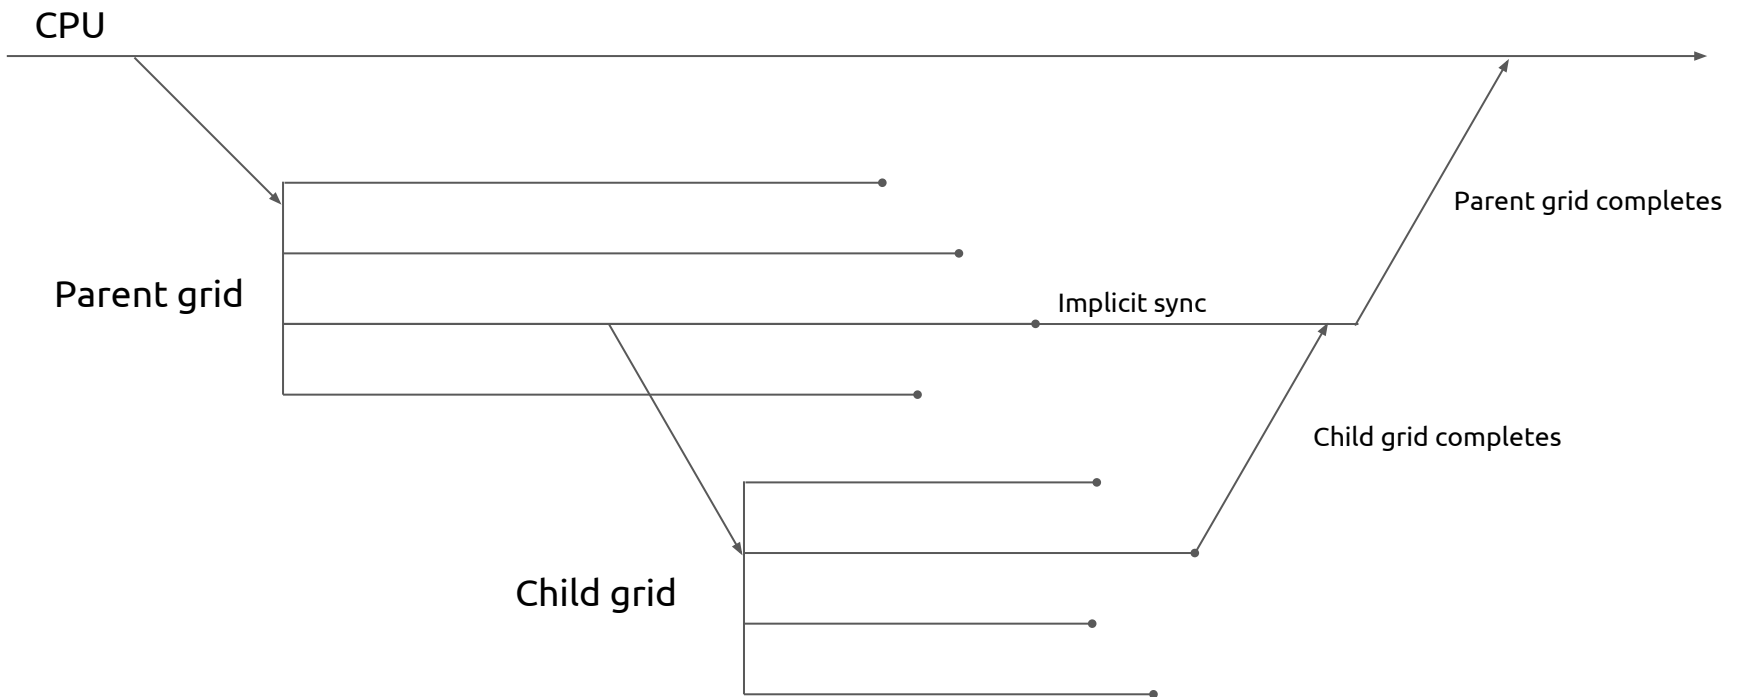 CPU
Parent grid completes
Parent grid
Implicit sync
Child grid completes
Child grid